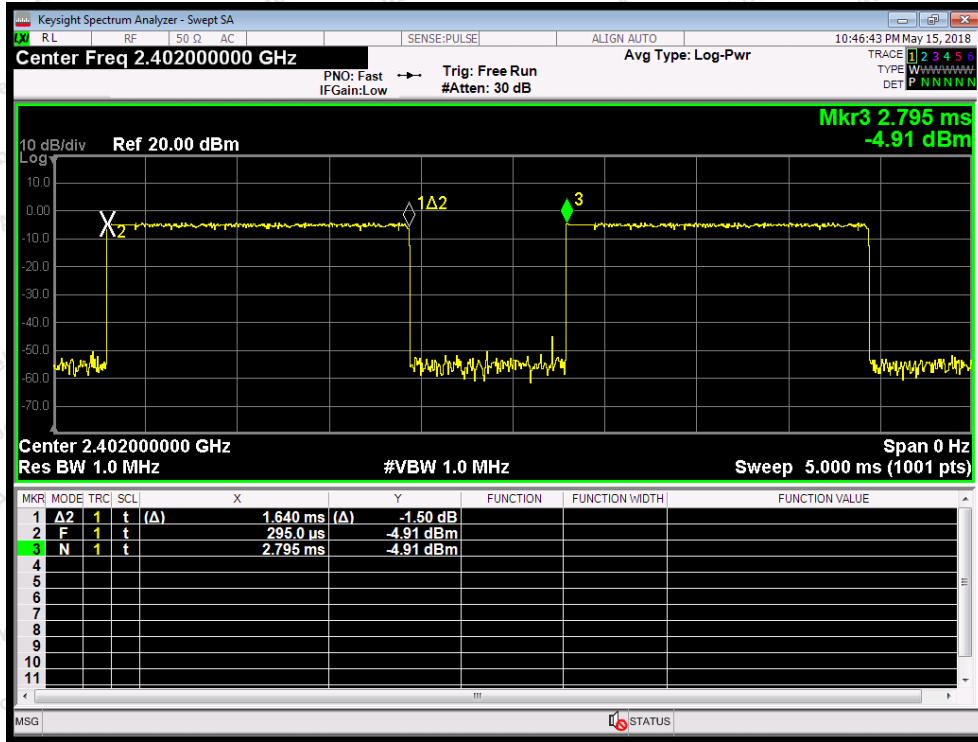 Keysight Spectrum Analyzer - Swept SA
LXI RL RF 50 Ω AC SENSE:PULSE ALIGN AUTO 10:46:43 PM May 15, 2018
Center Freq 2.402000000 GHz
PNO: Fast
IFGain:Low
Trig: Free Run
#Atten: 30 dB
Avg Type: Log-Pwr
TRACE 1 2 3 4 5 6
TYPE WWWWWW
DET P N N N N N
Mkr3 2.795 ms
-4.91 dBm
10 dB/div Ref 20.00 dBm
Log
10.0
0.00
-10.0
-20.0
-30.0
-40.0
-50.0
-60.0
-70.0
X2
1Δ2
3
Center 2.402000000 GHz Span 0 Hz
Res BW 1.0 MHz #VBW 1.0 MHz Sweep 5.000 ms (1001 pts)
MKR MODE TRC SCL X Y FUNCTION FUNCTION WIDTH FUNCTION VALUE
1 Δ2 1 t (Δ) 1.640 ms (Δ) -1.50 dB
2 F 1 t 295.0 µs -4.91 dBm
3 N 1 t 2.795 ms -4.91 dBm
4
5
6
7
8
9
10
11
MSG STATUS